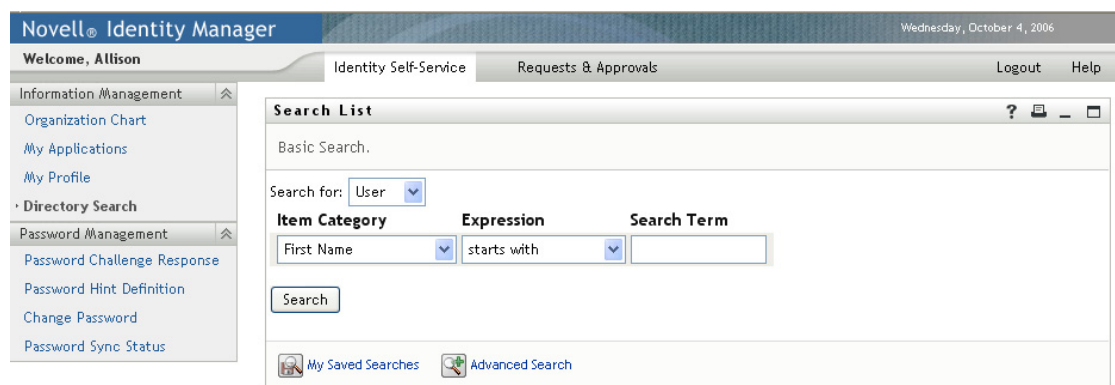 Novell® Identity Manager
Wednesday, October 4, 2006
Welcome, Allison
Identity Self-Service
Requests & Approvals
Logout
Help
Information Management
Organization Chart
My Applications
My Profile
Directory Search
Password Management
Password Challenge Response
Password Hint Definition
Change Password
Password Sync Status
Search List
?
Basic Search.
Search for: User
Item Category Expression Search Term
First Name starts with
Search
My Saved Searches Advanced Search